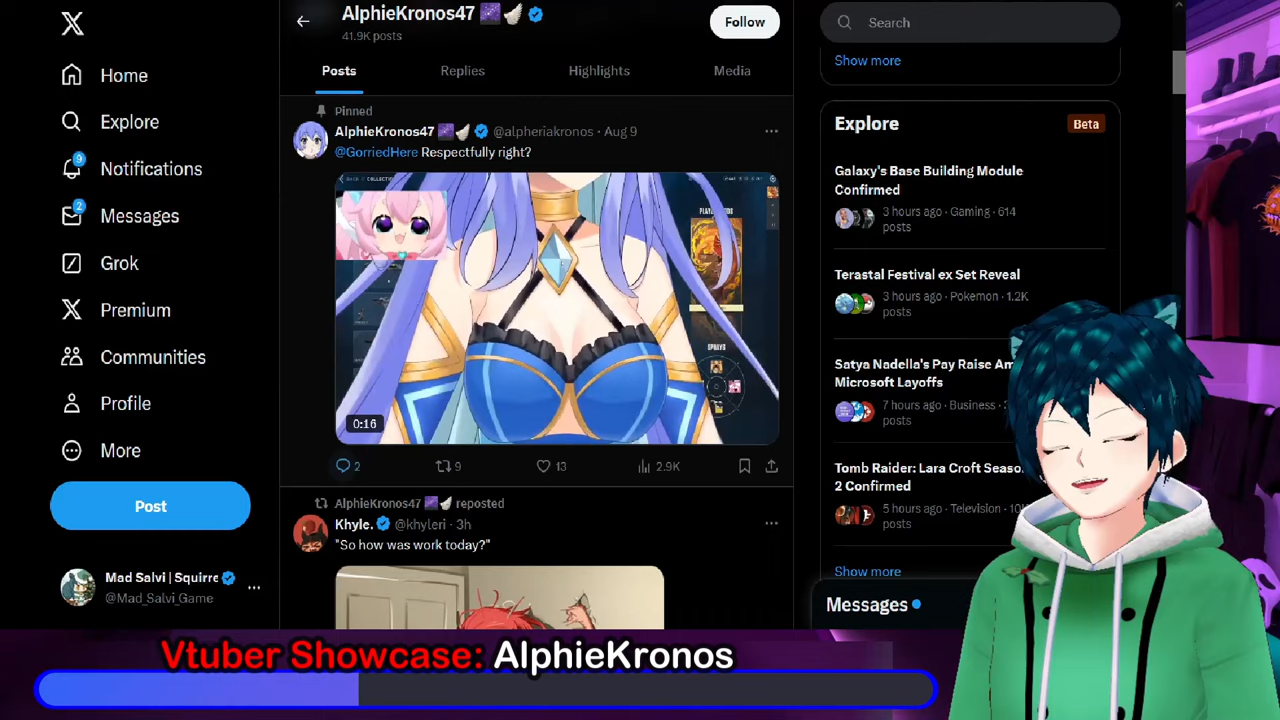 Home
Explore
9
Notifications
2
Messages
Grok
Premium
Communities
Profile
More
Post
Mad Salvi | Squirre
@Mad_Salvi_Game
AlphieKronos47
41.9K posts
Follow
Posts
Replies
Highlights
Media
Pinned
AlphieKronos47 @alpheriakronos · Aug 9
@GorriedHere Respectfully right?
COLLECTI
SPRAYS
0:16
2
9
13
2.9K
AlphieKronos47 reposted
Khyle. @khyleri · 3h
"So how was work today?"
Search
Show more
Explore
Beta
Galaxy's Base Building Module
Confirmed
3 hours ago · Gaming · 614
posts
Terastal Festival ex Set Reveal
3 hours ago · Pokemon · 1.2K
posts
Satya Nadella's Pay Raise Am
Microsoft Layoffs
7 hours ago · Business ·
posts
Tomb Raider: Lara Croft Seaso
2 Confirmed
5 hours ago · Television · 10
posts
Show more
Messages
Vtuber Showcase: AlphieKronos